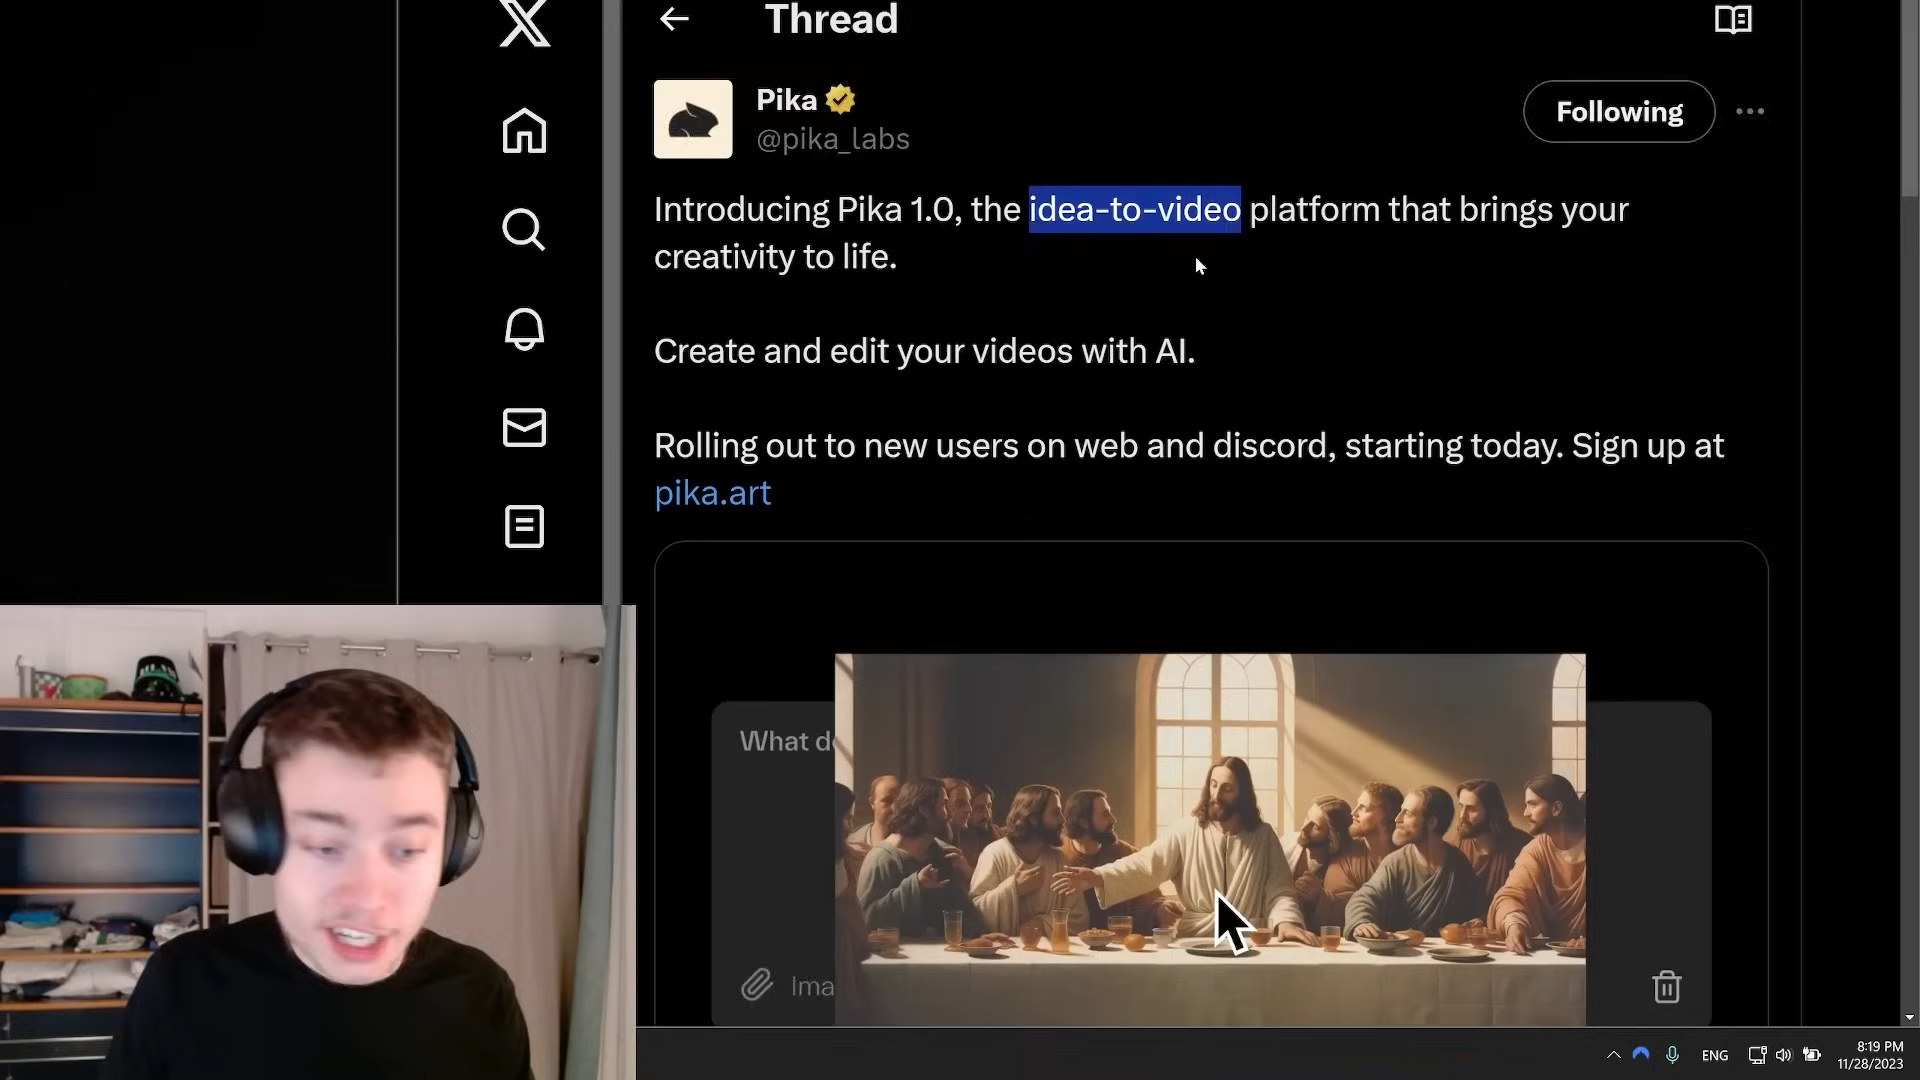 Thread
Pika
@pika_labs
Following
Introducing Pika 1.0, the idea-to-video platform that brings your
creativity to life.
Create and edit your videos with AI.
Rolling out to new users on web and discord, starting today. Sign up at
pika.art
What d
Ima
ENG
8:19 PM
11/28/2023